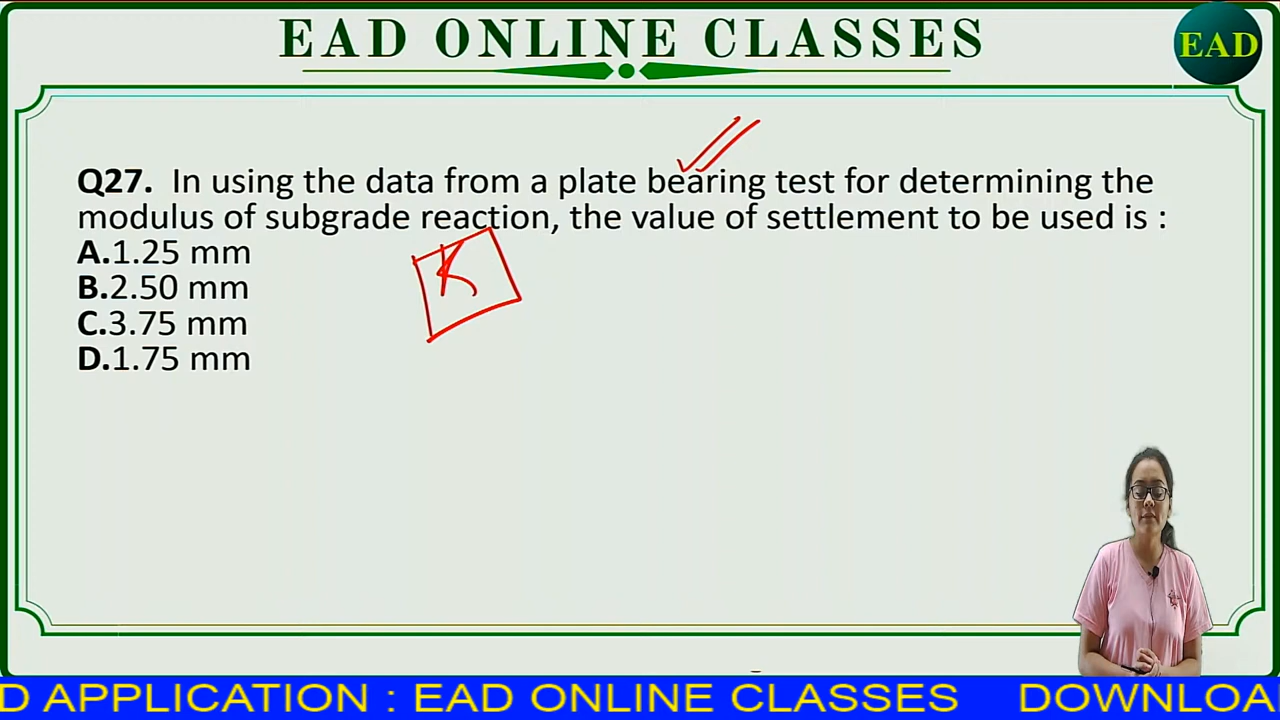 EAD ONLINE CLASSES
EAD
Q27. In using the data from a plate bearing test for determining the
modulus of subgrade reaction, the value of settlement to be used is :
K
A.1.25 mm
B.2.50 mm
C.3.75 mm
D.1.75 mm
D APPLICATION : EAD ONLINE CLASSES DOWNLOA